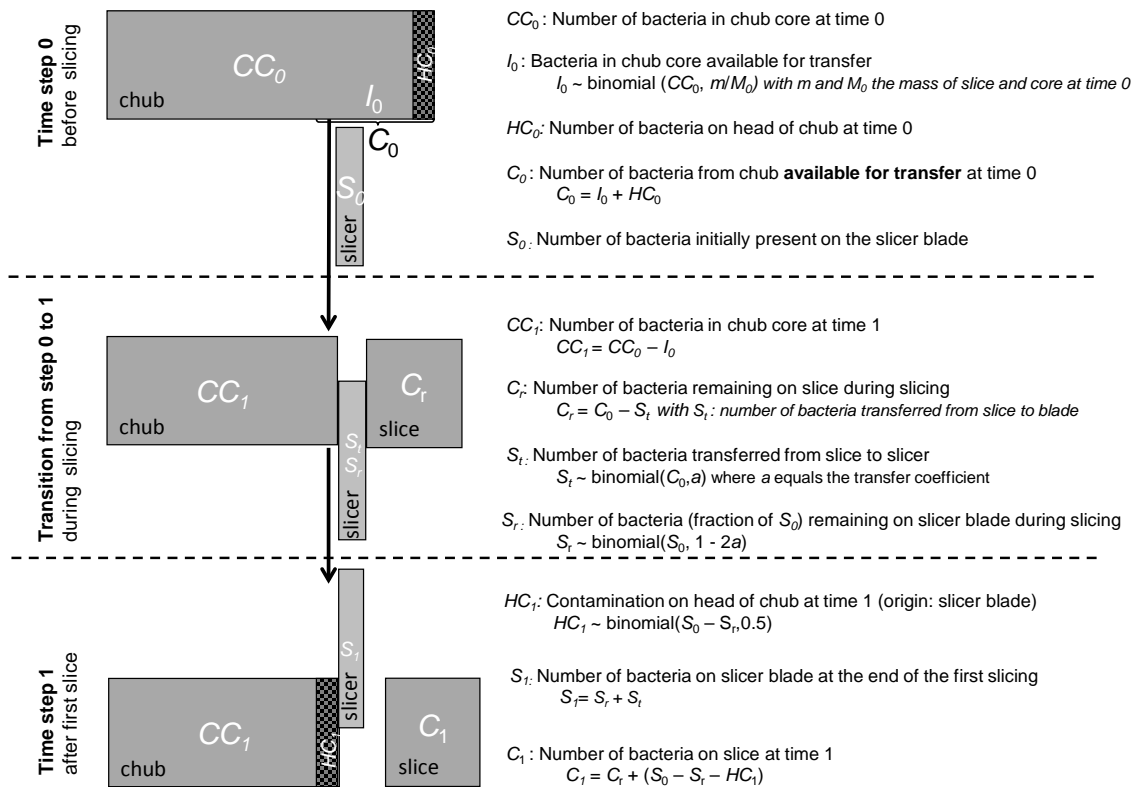 Time step 0
before slicing
CC0
chub
I0
HC0
C0
S0
slicer
CC0 : Number of bacteria in chub core at time 0
I0 : Bacteria in chub core available for transfer
I0 ~ binomial (CC0, m/M0) with m and M0 the mass of slice and core at time 0
HC0: Number of bacteria on head of chub at time 0
C0 : Number of bacteria from chub available for transfer at time 0
C0 = I0 + HC0
S0 : Number of bacteria initially present on the slicer blade
Transition from step 0 to 1
during slicing
CC1
chub
St
Sr
slicer
Cr
slice
CC1: Number of bacteria in chub core at time 1
CC1 = CC0 – I0
Cr: Number of bacteria remaining on slice during slicing
Cr = C0 – St with St : number of bacteria transferred from slice to blade
St : Number of bacteria transferred from slice to slicer
St ~ binomial(C0,a) where a equals the transfer coefficient
Sr : Number of bacteria (fraction of S0) remaining on slicer blade during slicing
Sr ~ binomial(S0, 1 - 2a)
Time step 1
after first slice
CC1
chub
HC1
S1
slicer
C1
slice
HC1: Contamination on head of chub at time 1 (origin: slicer blade)
HC1 ~ binomial(S0 – Sr,0.5)
S1: Number of bacteria on slicer blade at the end of the first slicing
S1= Sr + St
C1 : Number of bacteria on slice at time 1
C1 = Cr + (S0 – Sr – HC1)